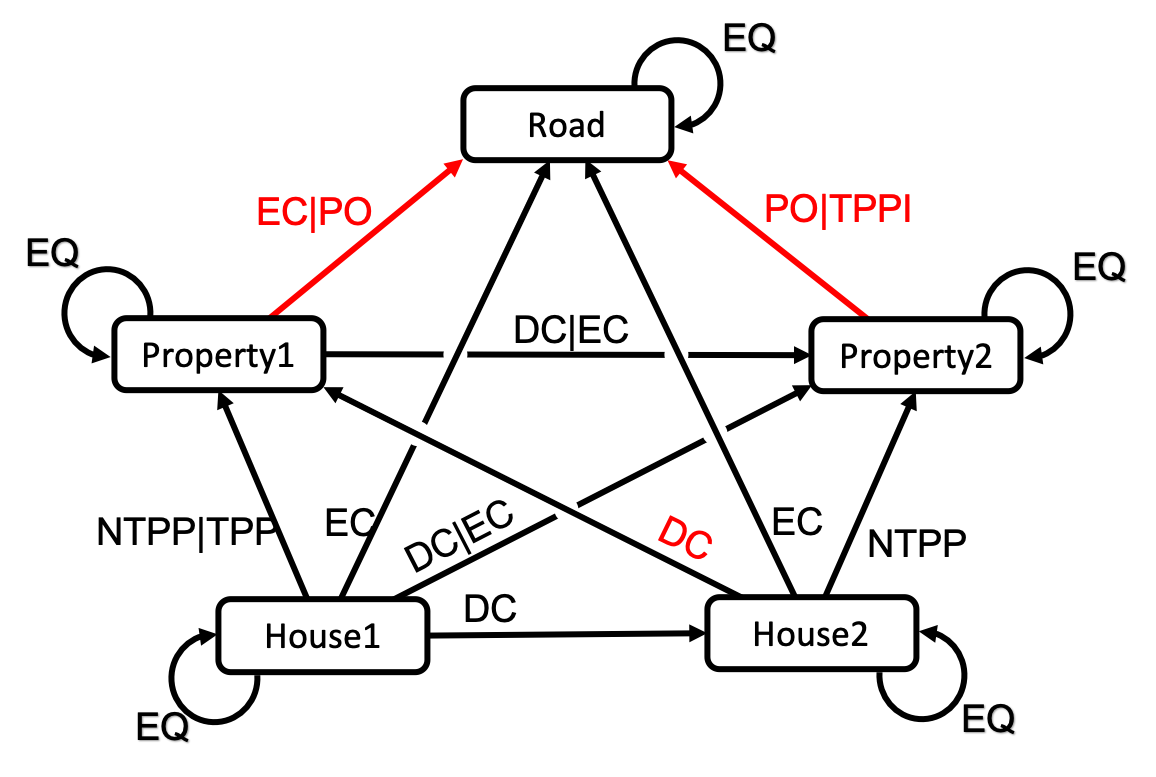 EQ
Road
EC|PO
PO|TPPI
EQ
EQ
DC|EC
Property1
Property2
NTPP|TPP
EC
DC|EC
DC
EC
NTPP
DC
House1
House2
EQ
EQ